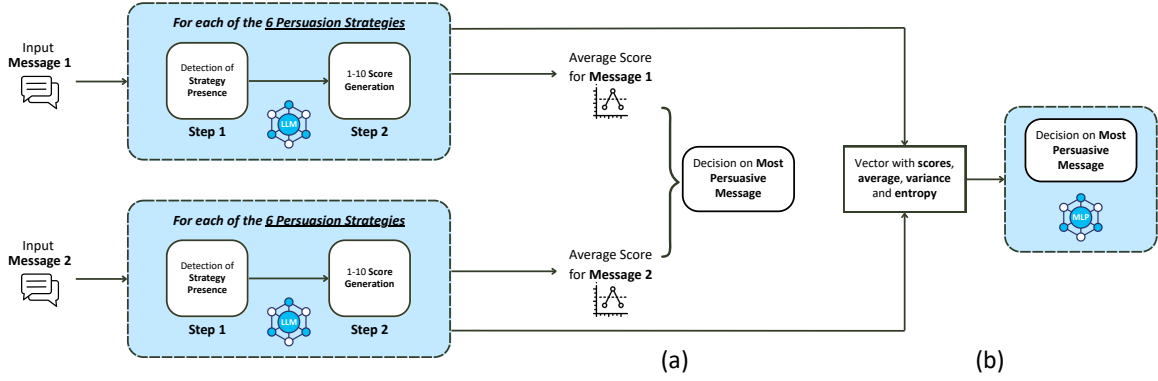 For each of the 6 Persuasion Strategies
Input
Message 1
Detection of
Strategy
Presence
1-10 Score
Generation
LLM
Step 1
Step 2
Average Score
for Message 1
Decision on Most
Persuasive
Message
Vector with scores,
average, variance
and entropy
Decision on Most
Persuasive
Message
MLP
For each of the 6 Persuasion Strategies
Input
Message 2
Detection of
Strategy
Presence
1-10 Score
Generation
LLM
Step 1
Step 2
Average Score
for Message 2
(a)
(b)